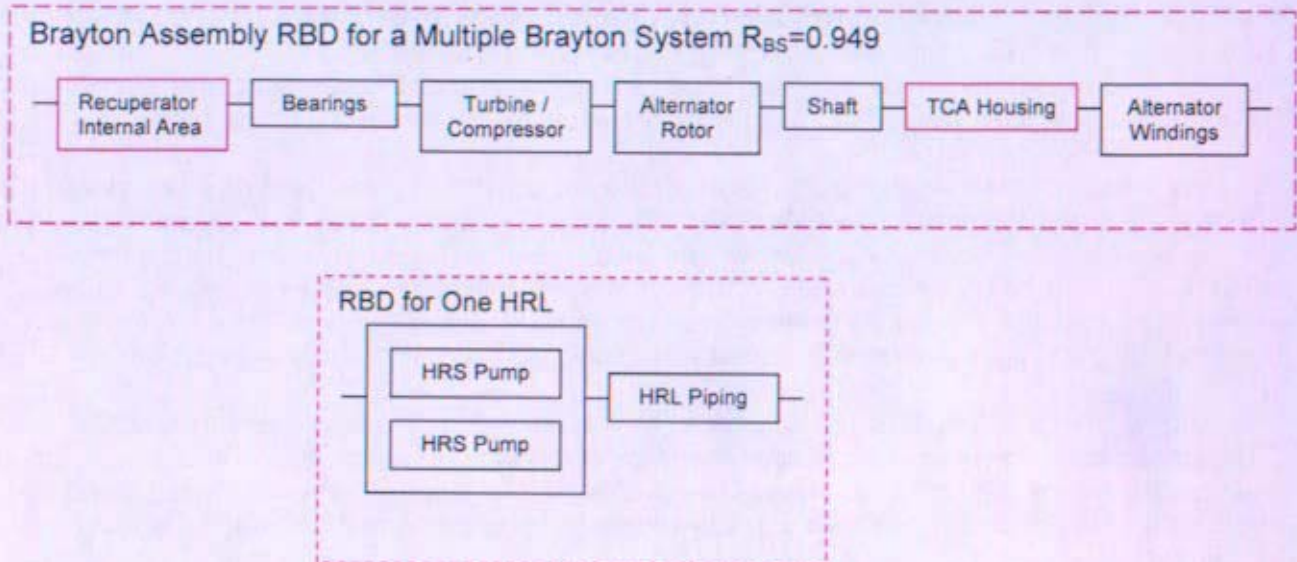 Brayton Assembly RBD for a Multiple Brayton System R_BS=0.949
Recuperator
Internal Area
Bearings
Turbine /
Compressor
Alternator
Rotor
Shaft
TCA Housing
Alternator
Windings
RBD for One HRL
HRS Pump
HRS Pump
HRL Piping